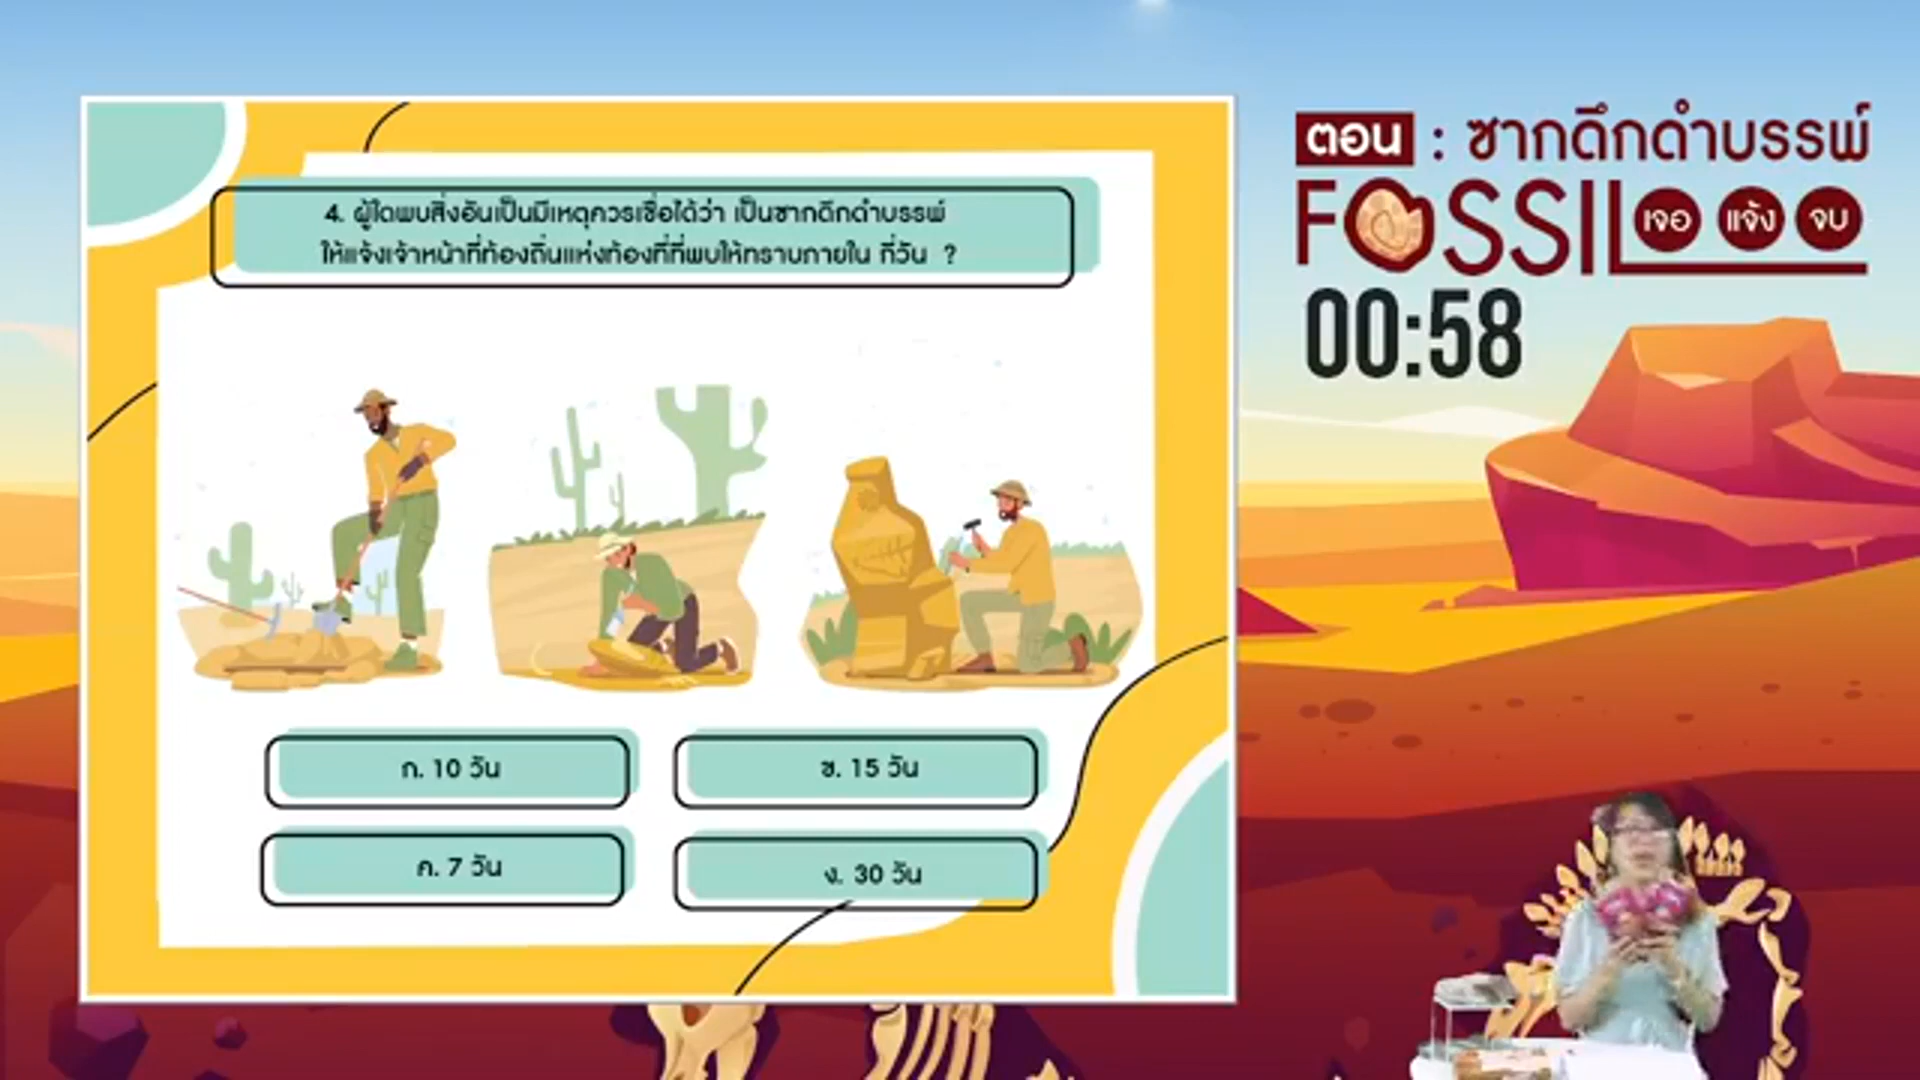 4. ผู้ใดพบสิ่งอันเป็นมีเหตุควรเชื่อได้ว่า เป็นซากดึกดำบรรพ์
ให้แจ้งเจ้าหน้าที่ท้องถิ่นแห่งท้องที่ที่พบให้ทราบภายใน กี่วัน ?
ก. 10 วัน
ข. 15 วัน
ค. 7 วัน
ง. 30 วัน
ตอน : ซากดึกดำบรรพ์
FOSSIL เจอ แจ้ง จบ
00:58